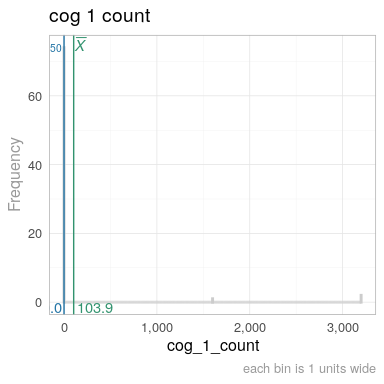 cog 1 count
50
X
60
40
20
0
Frequency
.0
103.9
0
1,000
2,000
3,000
cog_1_count
each bin is 1 units wide